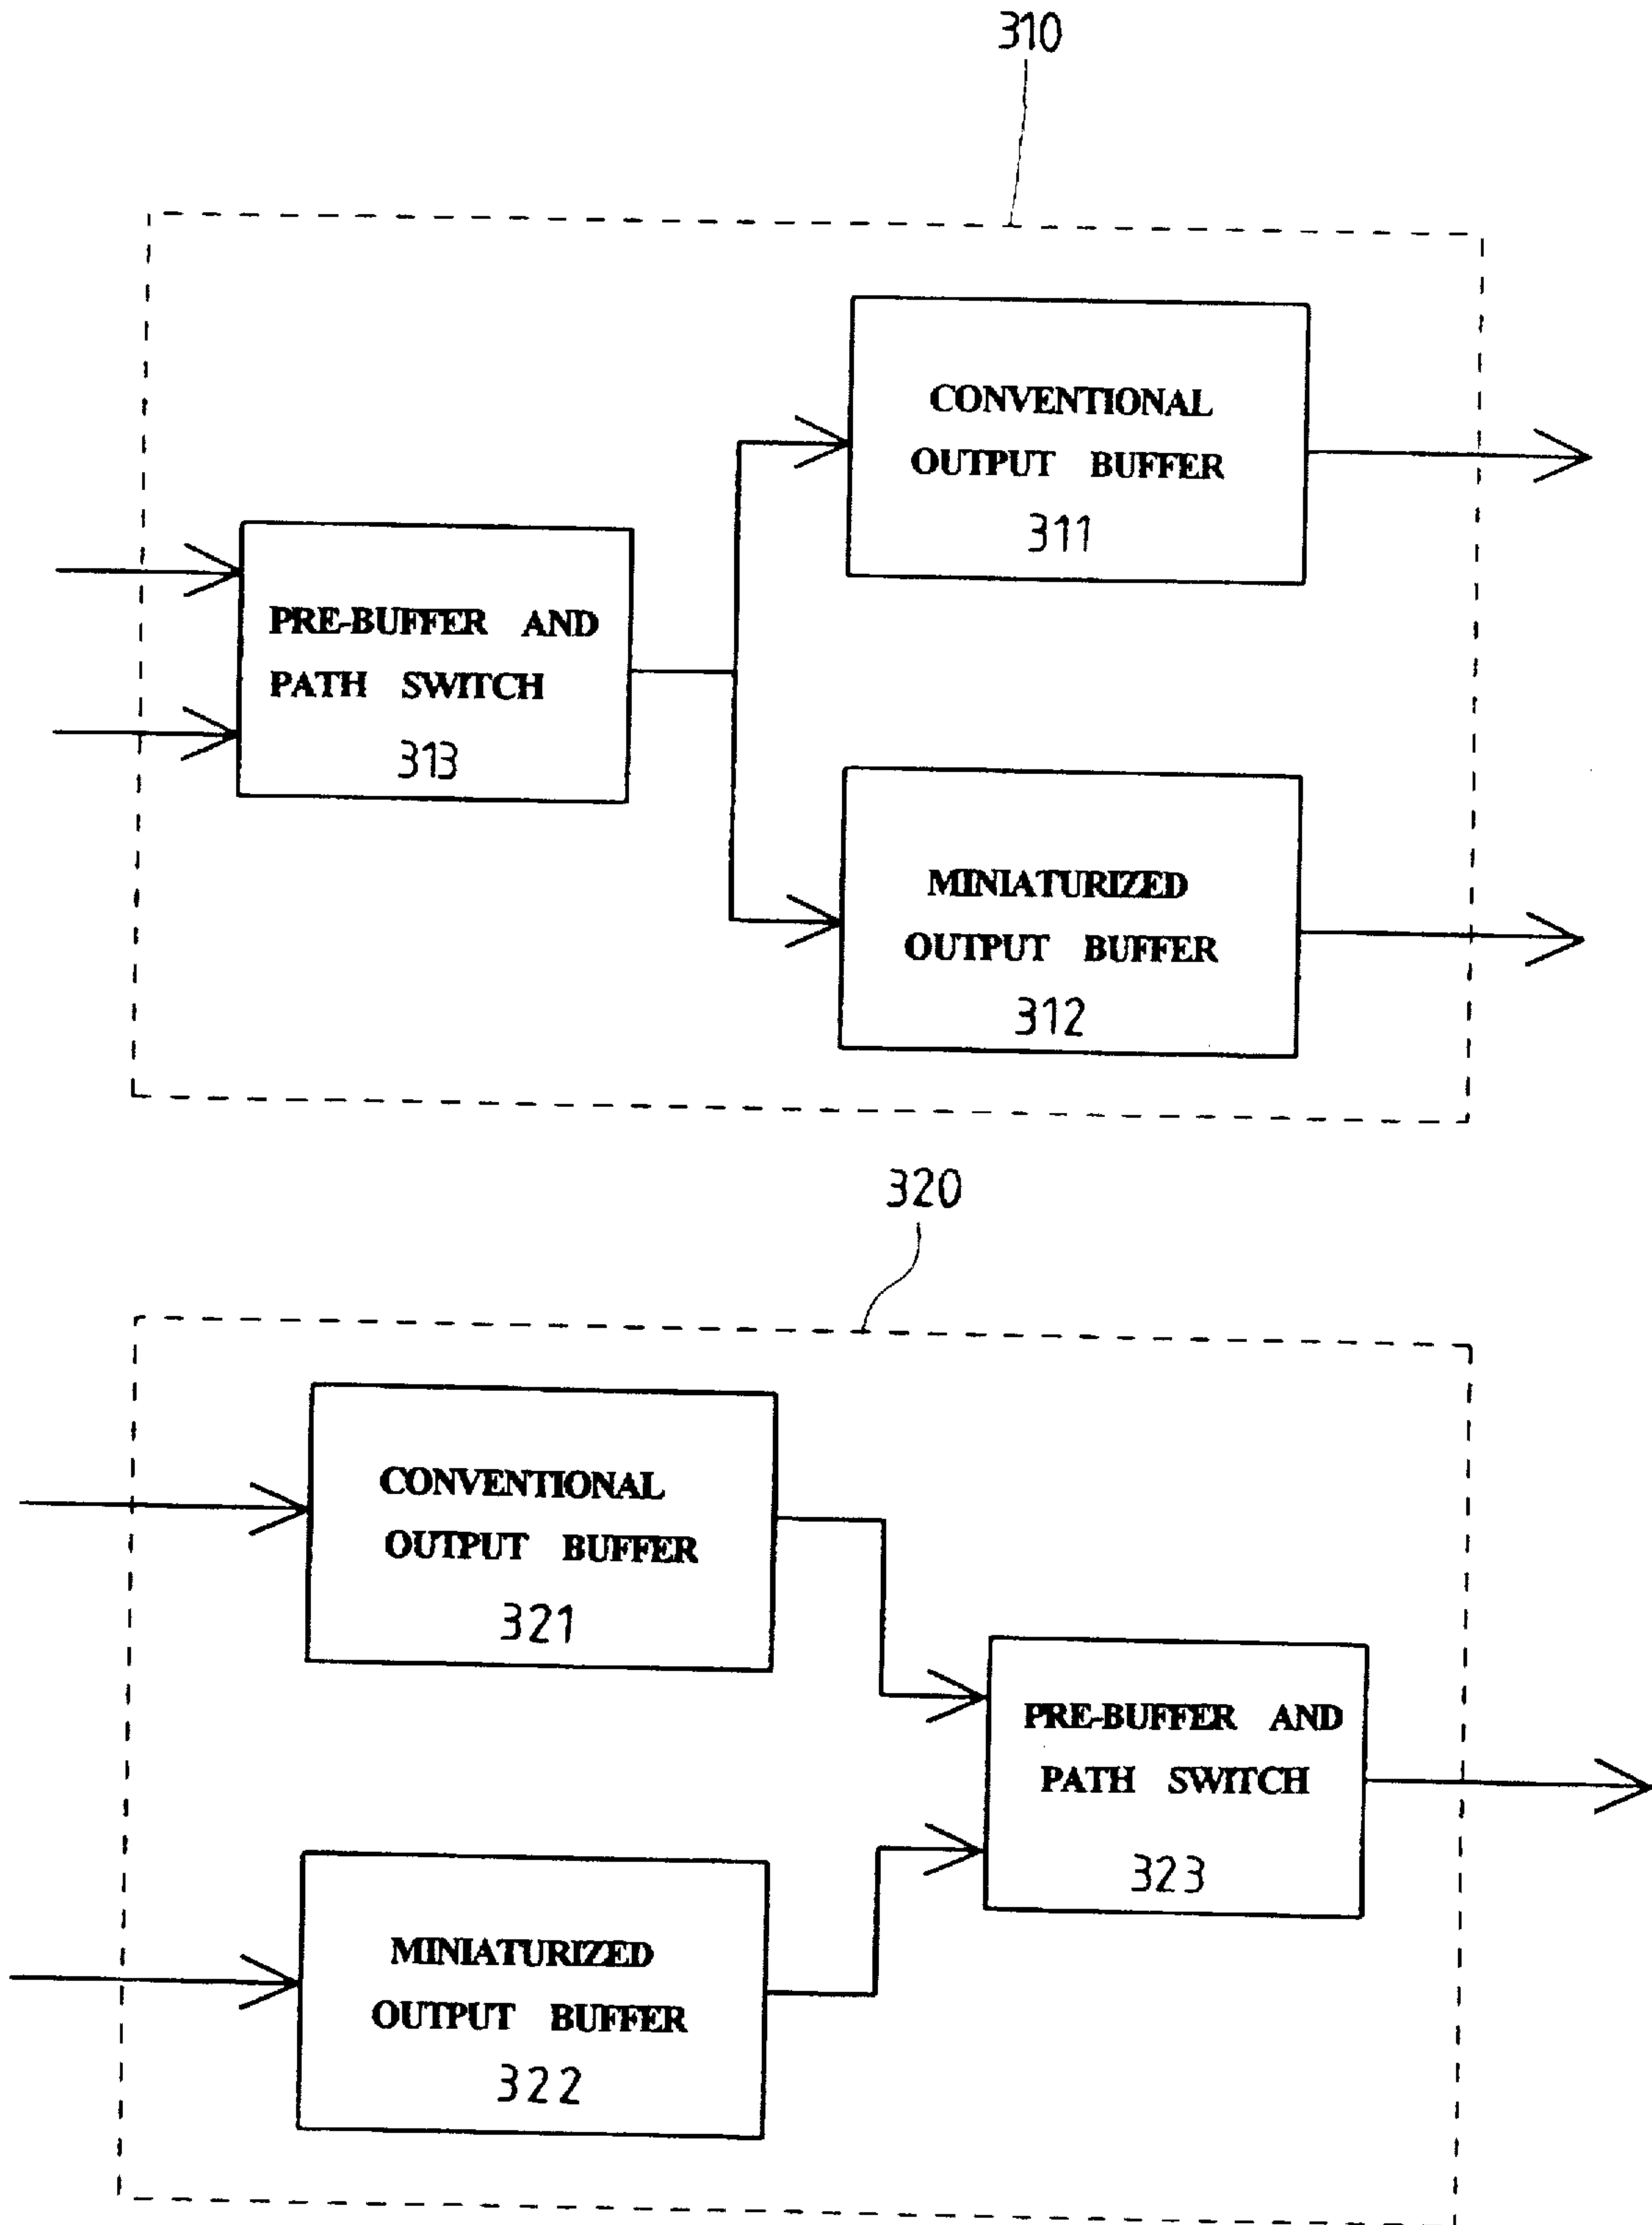 310
CONVENTIONAL
OUTPUT BUFFER
311
PRE-BUFFER AND
PATH SWITCH
313
MINIATURIZED
OUTPUT BUFFER
312
320
CONVENTIONAL
OUTPUT BUFFER
321
PRE-BUFFER AND
PATH SWITCH
323
MINIATURIZED
OUTPUT BUFFER
322